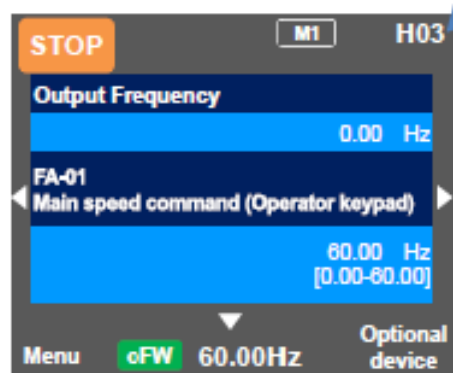 STOP M1 H03
Output Frequency
0.00 Hz
FA-01
Main speed command (Operator keypad)
60.00 Hz
[0.00-60.00]
Menu oFW 60.00Hz Optional
device